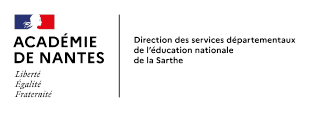 ACADÉMIE
DE NANTES
Liberté
Égalité
Fraternité
Direction des services départementaux
de l'éducation nationale
de la Sarthe